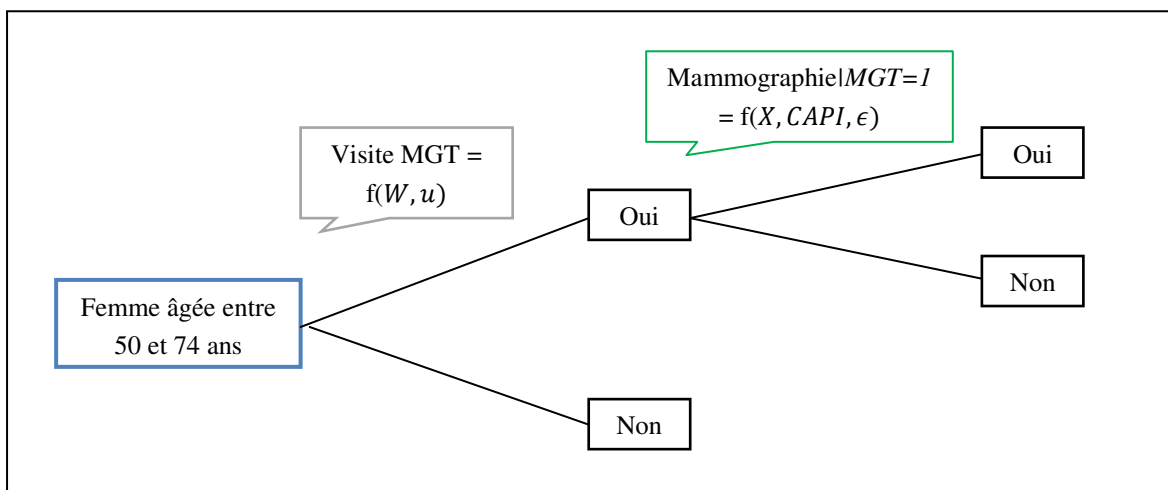 Mammographie|MGT=1
= f(X, CAPI, ϵ)
Visite MGT =
f(W, u)
Oui
Oui
Non
Femme âgée entre
50 et 74 ans
Non